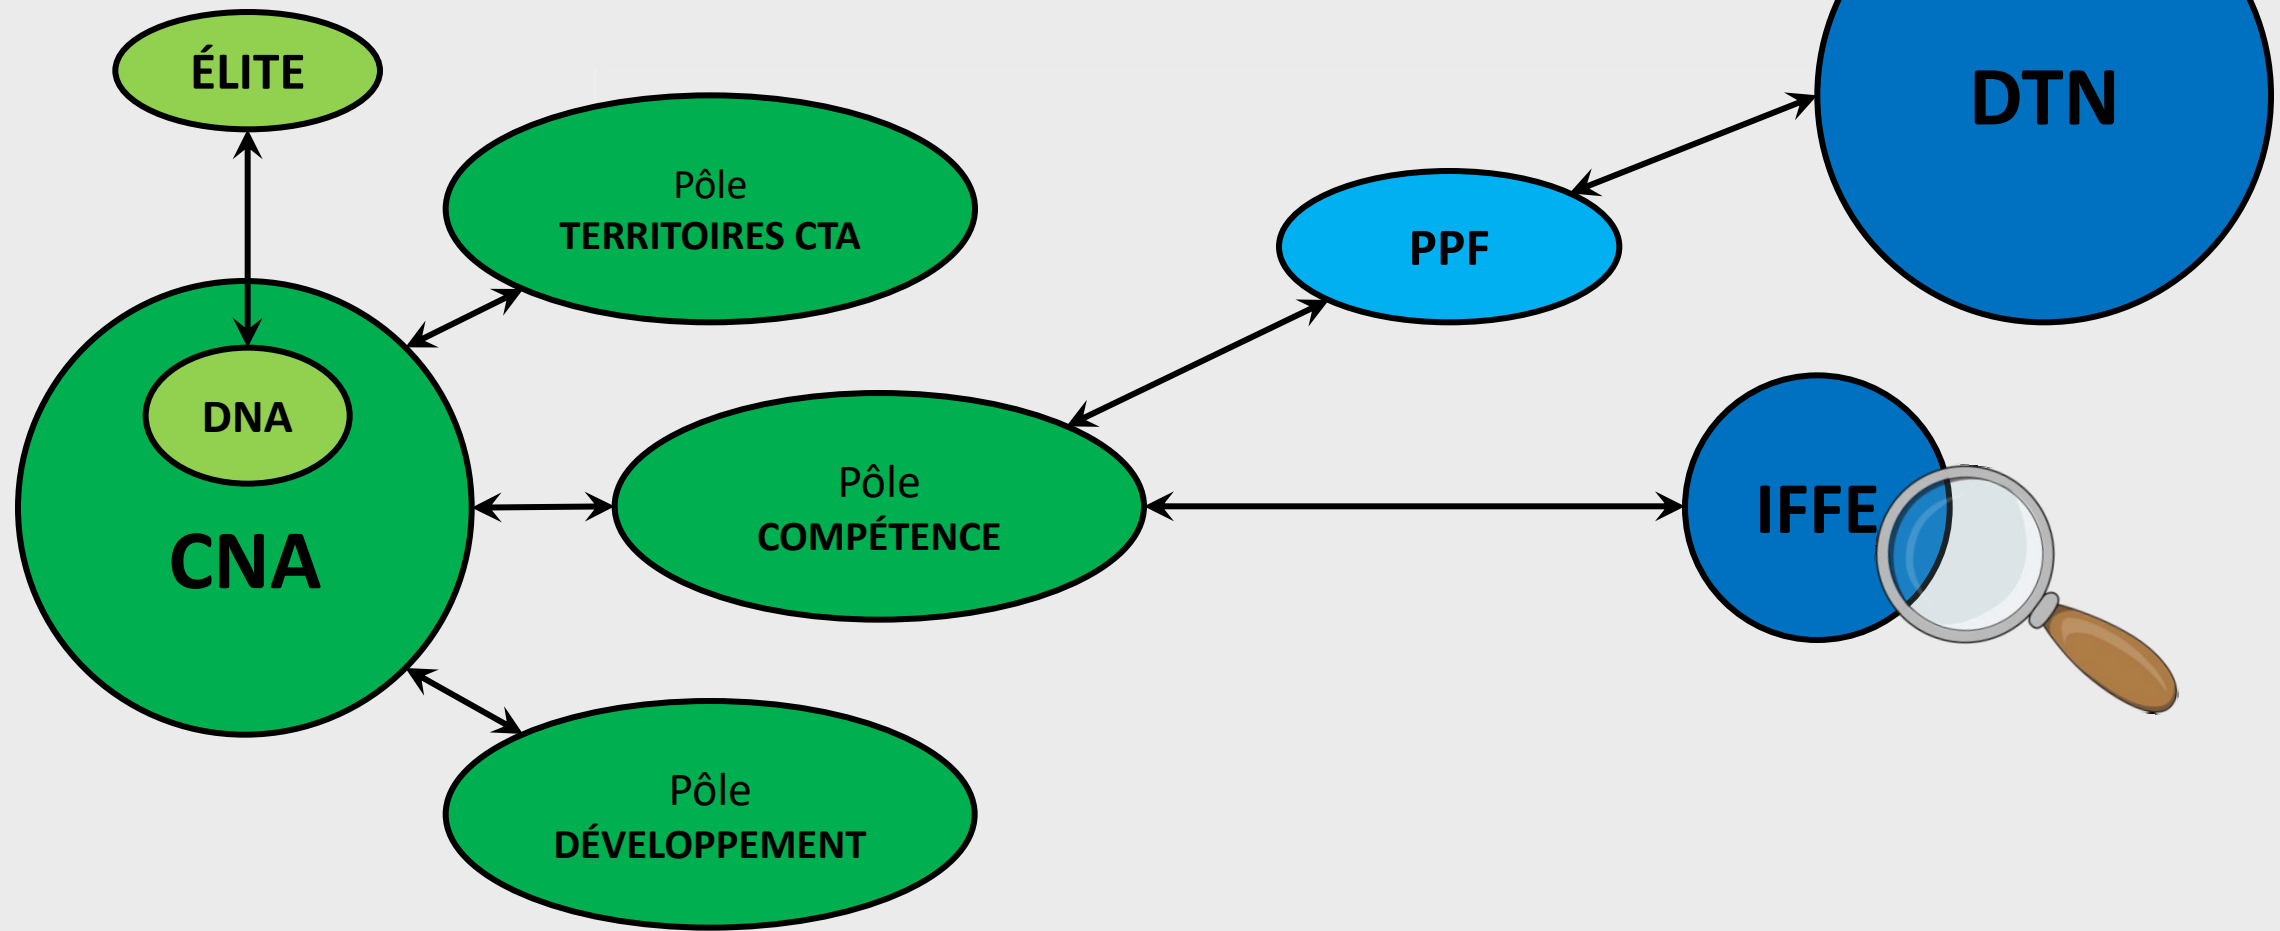 ÉLITE
DTN
Pôle
TERRITOIRES CTA
PPF
DNA
CNA
Pôle
COMPÉTENCE
IFFE
Pôle
DÉVELOPPEMENT